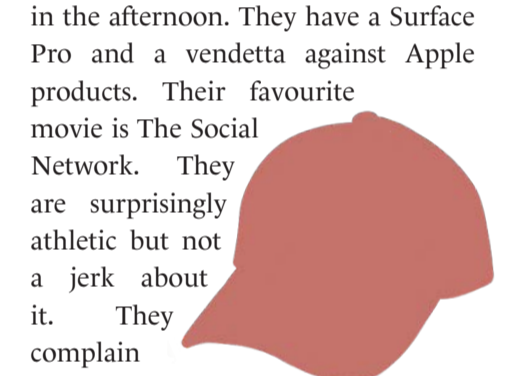 in the afternoon. They have a Surface
Pro and a vendetta against Apple
products. Their favourite
movie is The Social
Network. They
are surprisingly
athletic but not
a jerk about
it. They
complain